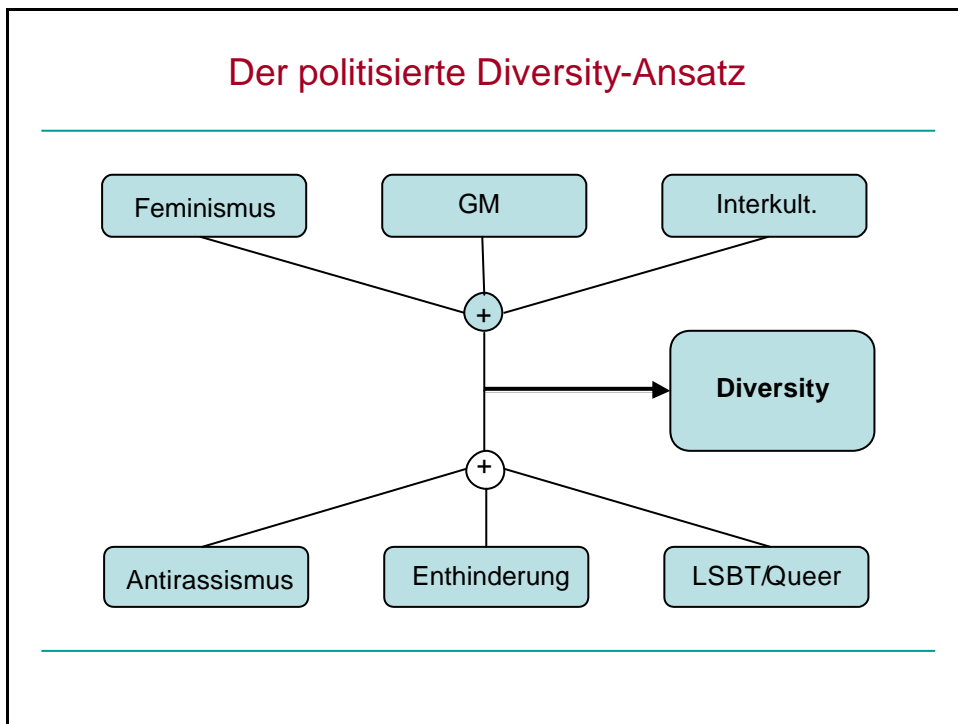 Der politisierte Diversity-Ansatz
Feminismus
GM
Interkult.
+
Diversity
+
Antirassismus
Enthinderung
LSBT/Queer